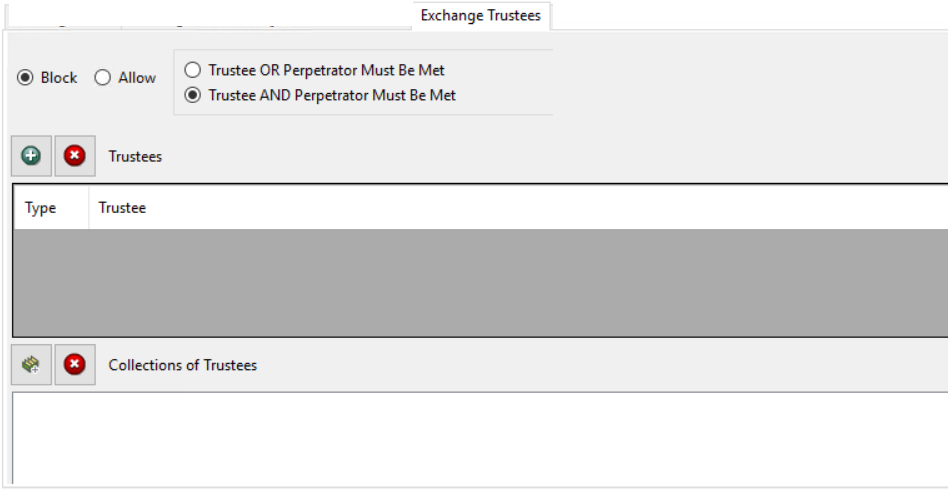 Exchange Trustees
Block Allow
Trustee OR Perpetrator Must Be Met
Trustee AND Perpetrator Must Be Met
Trustees
Type Trustee
Collections of Trustees